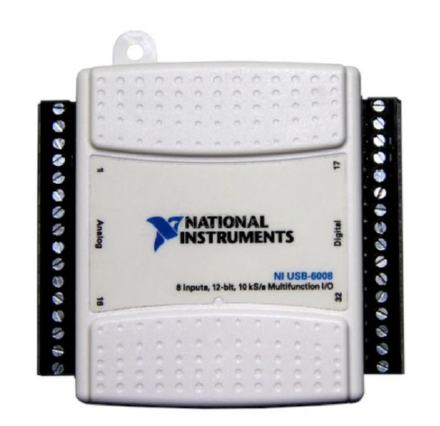 1
17
Analog
Digital
NATIONAL
INSTRUMENTS
NI USB-6008
8 Inputs, 12-bit, 10 kS/s Multifunction I/O
16
32